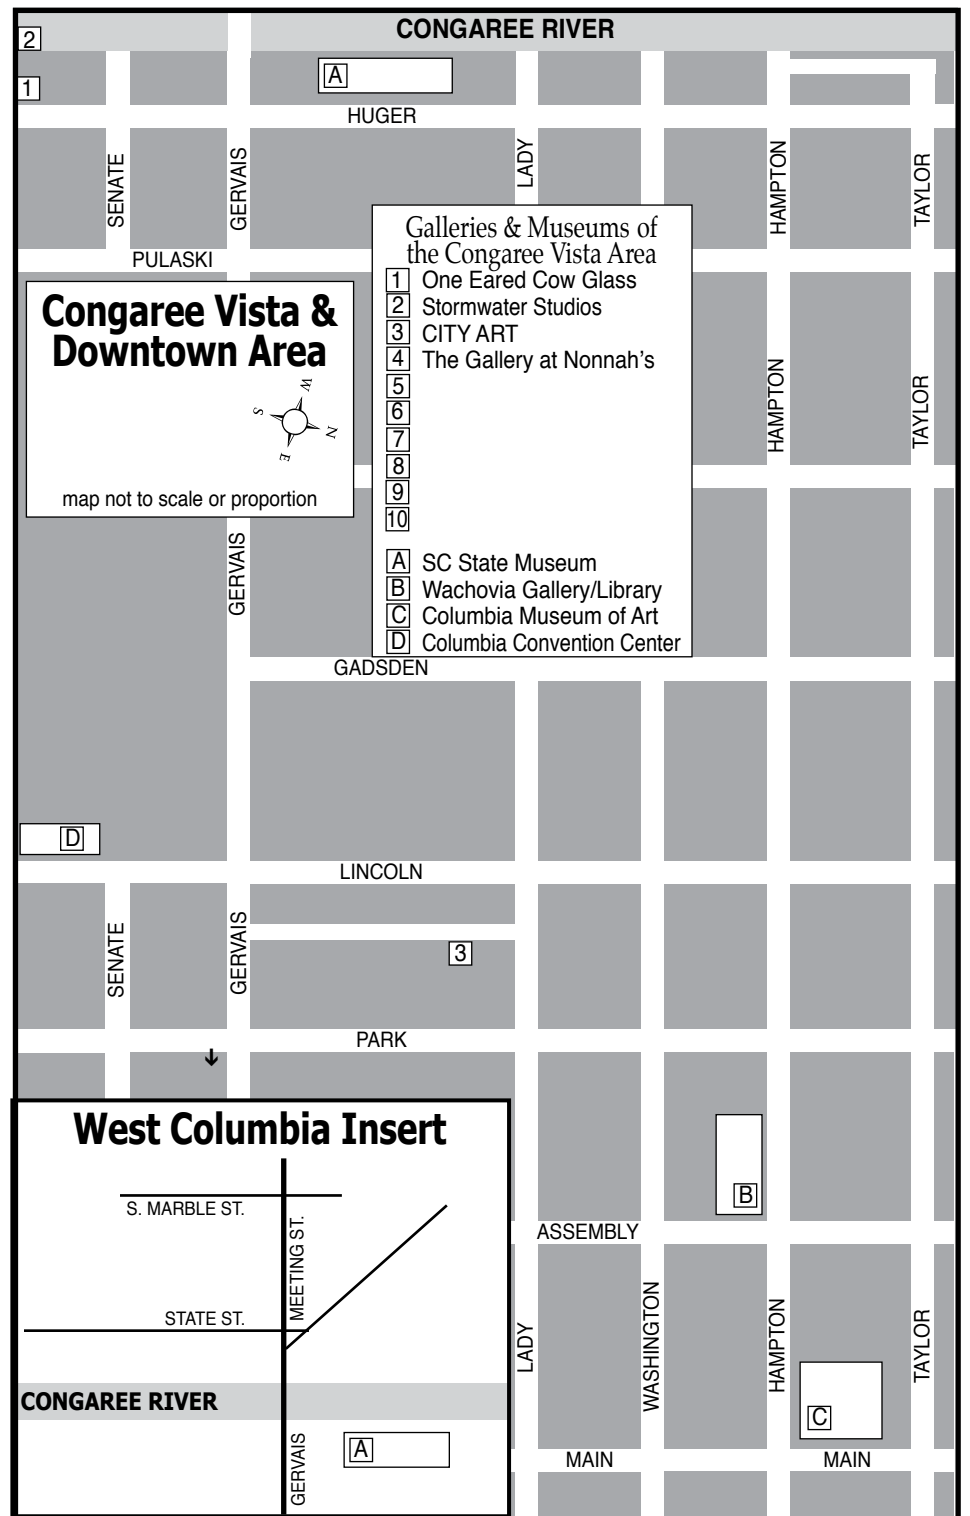 CONGAREE RIVER
2
A
1
HUGER
SENATE
GERVAIS
LADY
HAMPTON
TAYLOR
PULASKI
Galleries & Museums of
the Congaree Vista Area
1 One Eared Cow Glass
2 Stormwater Studios
3 CITY ART
4 The Gallery at Nonnah's
5
6
7
8
9
10
A SC State Museum
B Wachovia Gallery/Library
C Columbia Museum of Art
D Columbia Convention Center
Congaree Vista &
Downtown Area
W
S
N
E
map not to scale or proportion
HAMPTON
TAYLOR
GERVAIS
GADSDEN
D
LINCOLN
SENATE
GERVAIS
3
PARK
West Columbia Insert
S. MARBLE ST.
MEETING ST.
STATE ST.
CONGAREE RIVER
A
GERVAIS
B
ASSEMBLY
LADY
WASHINGTON
HAMPTON
TAYLOR
C
MAIN
MAIN